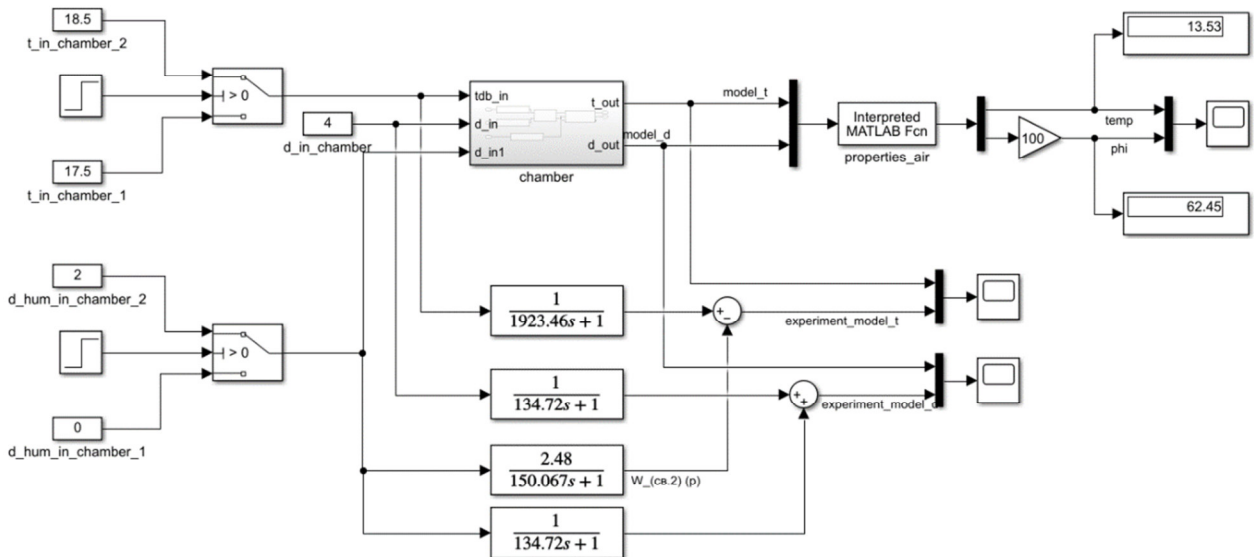 18.5
t_in_chamber_2
> 0
17.5
t_in_chamber_1
4
d_in_chamber
tdb_in
d_in
d_in1
t_out
d_out
chamber
model_t
model_d
Interpreted
MATLAB Fcn
properties_air
100
temp
phi
13.53
62.45
2
d_hum_in_chamber_2
> 0
0
d_hum_in_chamber_1
1
1923.46s + 1
+
−
experiment_model_t
1
134.72s + 1
+
+
experiment_model_d
2.48
150.067s + 1
W_(св.2) (p)
1
134.72s + 1